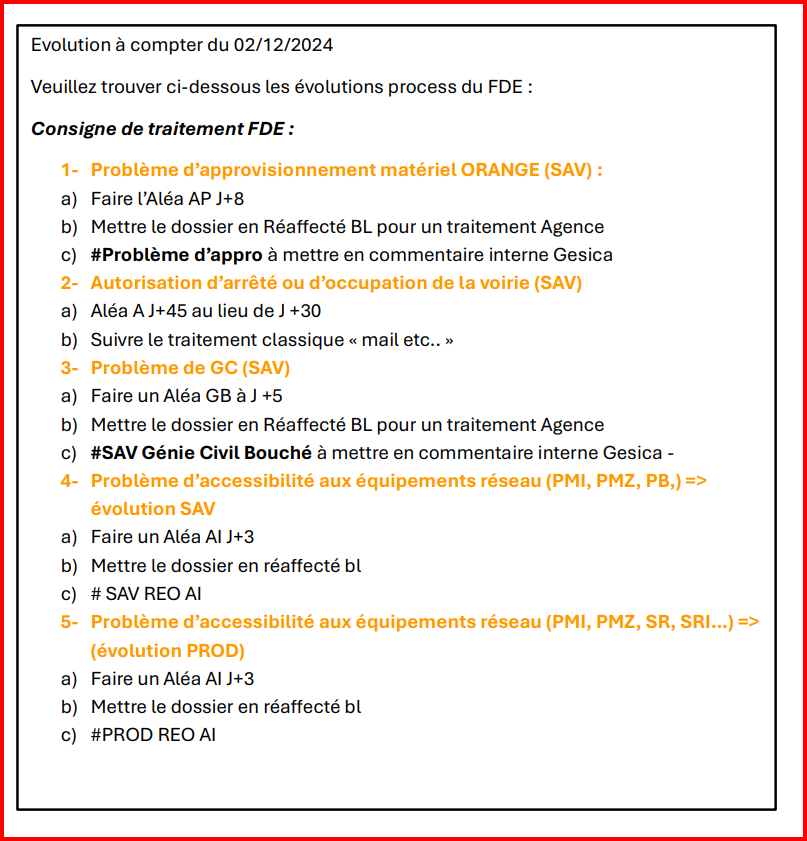 Evolution à compter du 02/12/2024
Veuillez trouver ci-dessous les évolutions process du FDE :
Consigne de traitement FDE :
1- Problème d’approvisionnement matériel ORANGE (SAV) :
a) Faire l’Aléa AP J+8
b) Mettre le dossier en Réaffecté BL pour un traitement Agence
c) #Problème d’appro à mettre en commentaire interne Gesica
2- Autorisation d’arrêté ou d’occupation de la voirie (SAV)
a) Aléa A J+45 au lieu de J +30
b) Suivre le traitement classique « mail etc.. »
3- Problème de GC (SAV)
a) Faire un Aléa GB à J +5
b) Mettre le dossier en Réaffecté BL pour un traitement Agence
c) #SAV Génie Civil Bouché à mettre en commentaire interne Gesica -
4- Problème d’accessibilité aux équipements réseau (PMI, PMZ, PB,) =>
évolution SAV
a) Faire un Aléa AI J+3
b) Mettre le dossier en réaffecté bl
c) # SAV REO AI
5- Problème d’accessibilité aux équipements réseau (PMI, PMZ, SR, SRI...) =>
(évolution PROD)
a) Faire un Aléa AI J+3
b) Mettre le dossier en réaffecté bl
c) #PROD REO AI